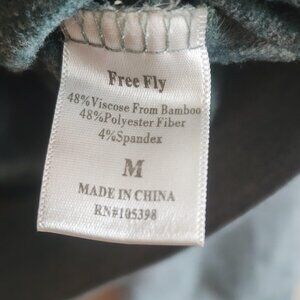 Free Fly
48%Viscose From Bamboo
48%Polyester Fiber
4%Spandex
M
MADE IN CHINA
RN#105398